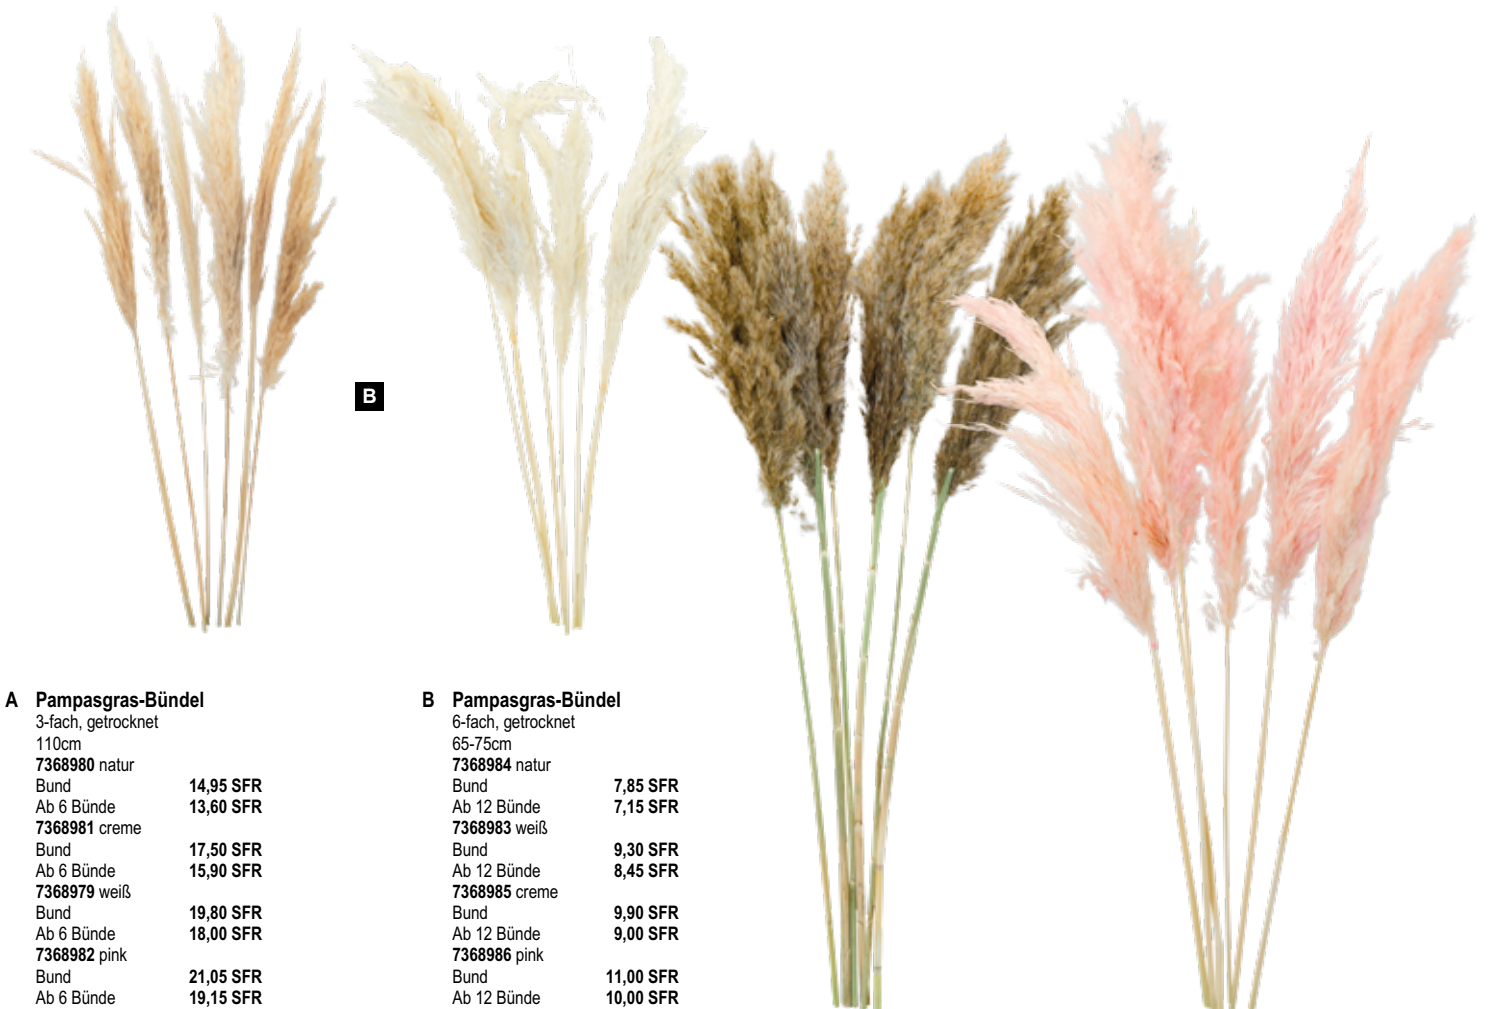 B
A Pampasgras-Bündel
3-fach, getrocknet
110cm
7368980 natur
Bund 14,95 SFR
Ab 6 Bünde 13,60 SFR
7368981 creme
Bund 17,50 SFR
Ab 6 Bünde 15,90 SFR
7368979 weiß
Bund 19,80 SFR
Ab 6 Bünde 18,00 SFR
7368982 pink
Bund 21,05 SFR
Ab 6 Bünde 19,15 SFR
B Pampasgras-Bündel
6-fach, getrocknet
65-75cm
7368984 natur
Bund 7,85 SFR
Ab 12 Bünde 7,15 SFR
7368983 weiß
Bund 9,30 SFR
Ab 12 Bünde 8,45 SFR
7368985 creme
Bund 9,90 SFR
Ab 12 Bünde 9,00 SFR
7368986 pink
Bund 11,00 SFR
Ab 12 Bünde 10,00 SFR